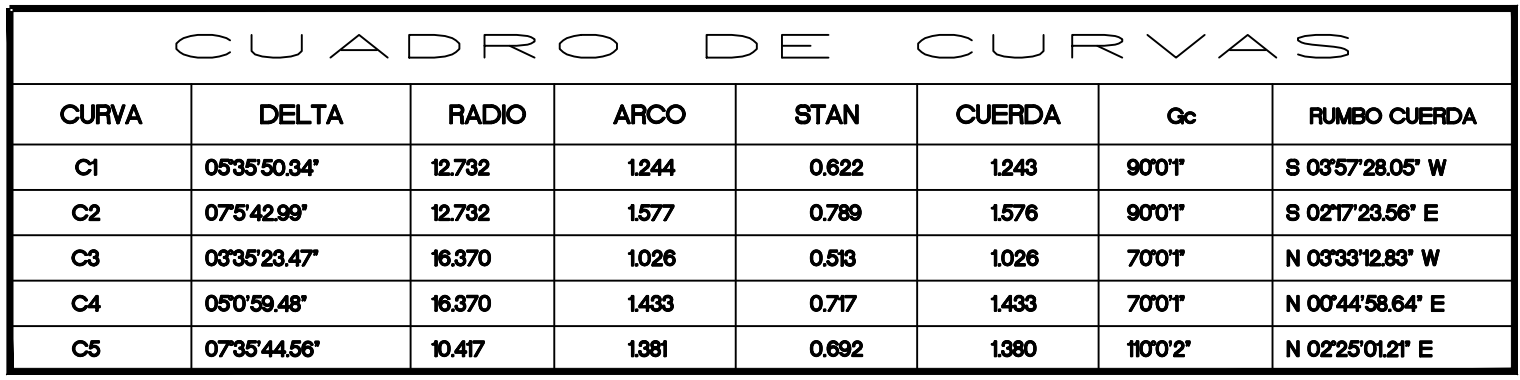 CUADRO DE CURVAS
CURVA DELTA RADIO ARCO STAN CUERDA Gc RUMBO CUERDA
C1 05°35'50.34" 12.732 1.244 0.622 1.243 90°0'1" S 03°57'28.05" W
C2 07°5'42.99" 12.732 1.577 0.789 1.576 90°0'1" S 02°17'23.56" E
C3 03°35'23.47" 16.370 1.026 0.513 1.026 70°0'1" N 03°33'12.83" W
C4 05°0'59.48" 16.370 1.433 0.717 1.433 70°0'1" N 00°44'58.64" E
C5 07°35'44.56" 10.417 1.381 0.692 1.380 110°0'2" N 02°25'01.21" E